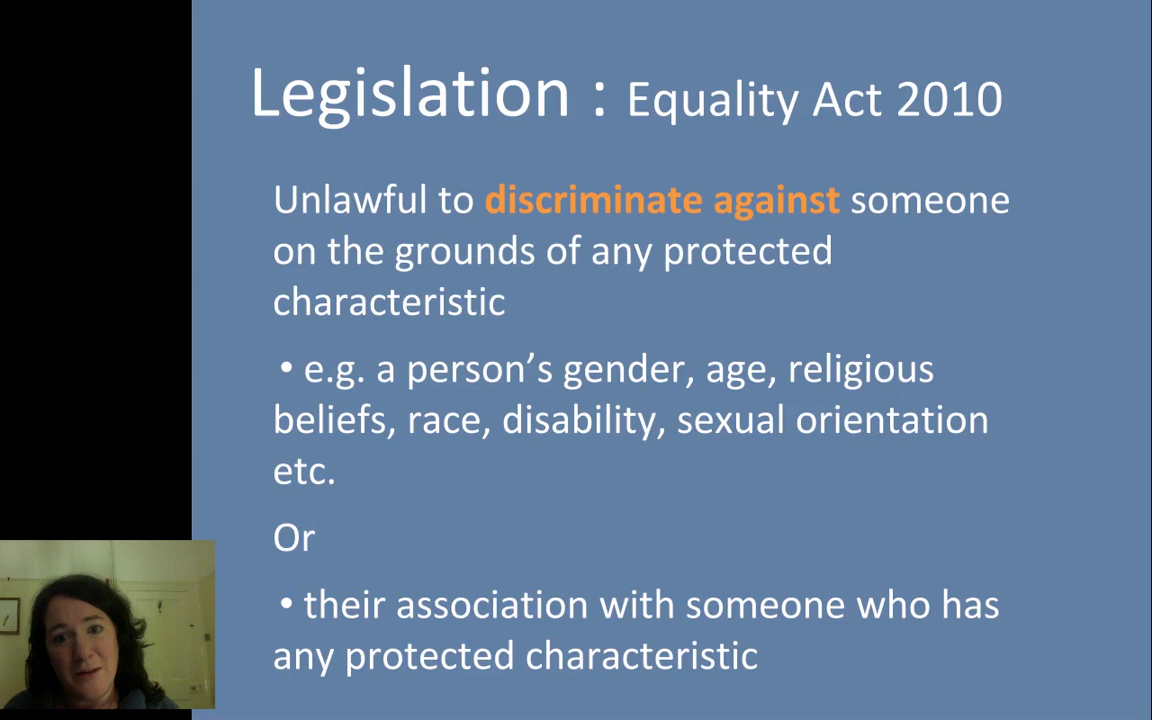 Legislation : Equality Act 2010
Unlawful to discriminate against someone
on the grounds of any protected
characteristic
• e.g. a person’s gender, age, religious
beliefs, race, disability, sexual orientation
etc.
Or
• their association with someone who has
any protected characteristic